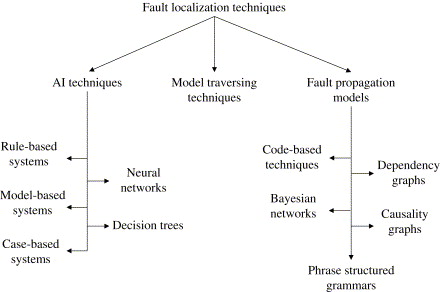 Fault localization techniques
AI techniques
Model traversing
techniques
Fault propagation
models
Rule-based
systems
Neural
networks
Model-based
systems
Decision trees
Case-based
systems
Code-based
techniques
Dependency
graphs
Bayesian
networks
Causality
graphs
Phrase structured
grammars